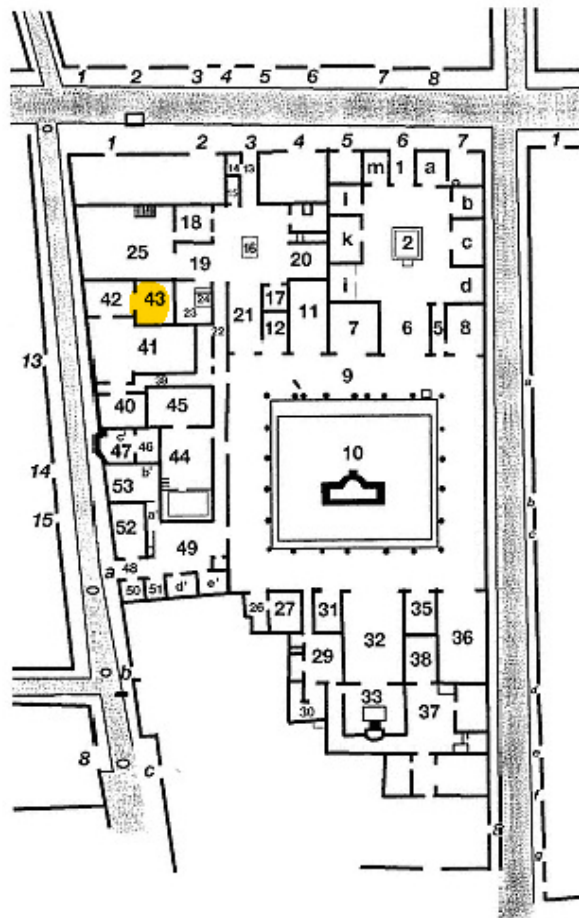 1 2 3 4 5 6 7 8
1 2 3 4 5 6 7 1
14 13 m 1 a
15 l b
18 16 k 2 c
25 19 20
42 43 23 24 17 i d
21 11
41 22 12 7 6 5 8
13
39 9 a
40 45
c' 10
47 46 44
14 b'
53
15 a' b
52 c
49
a 48
50 51 d' e' 26 27 31 32 35 36
29 38
b 30 33 37 d
8 c e
f
a
g